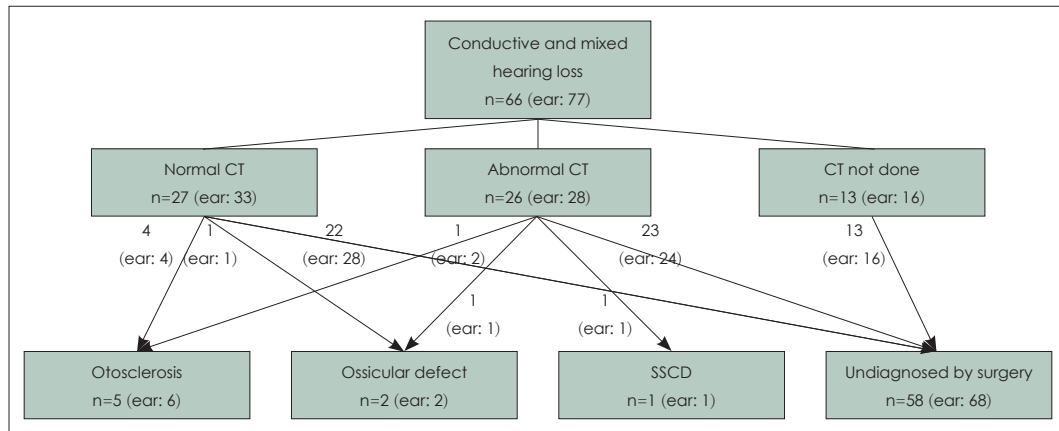 Conductive and mixed
hearing loss
n=66 (ear: 77)
Normal CT
n=27 (ear: 33)
Abnormal CT
n=26 (ear: 28)
CT not done
n=13 (ear: 16)
4
(ear: 4)
1
(ear: 1)
22
(ear: 28)
1
(ear: 2)
23
(ear: 24)
13
(ear: 16)
1
(ear: 1)
1
(ear: 1)
Otosclerosis
n=5 (ear: 6)
Ossicular defect
n=2 (ear: 2)
SSCD
n=1 (ear: 1)
Undiagnosed by surgery
n=58 (ear: 68)